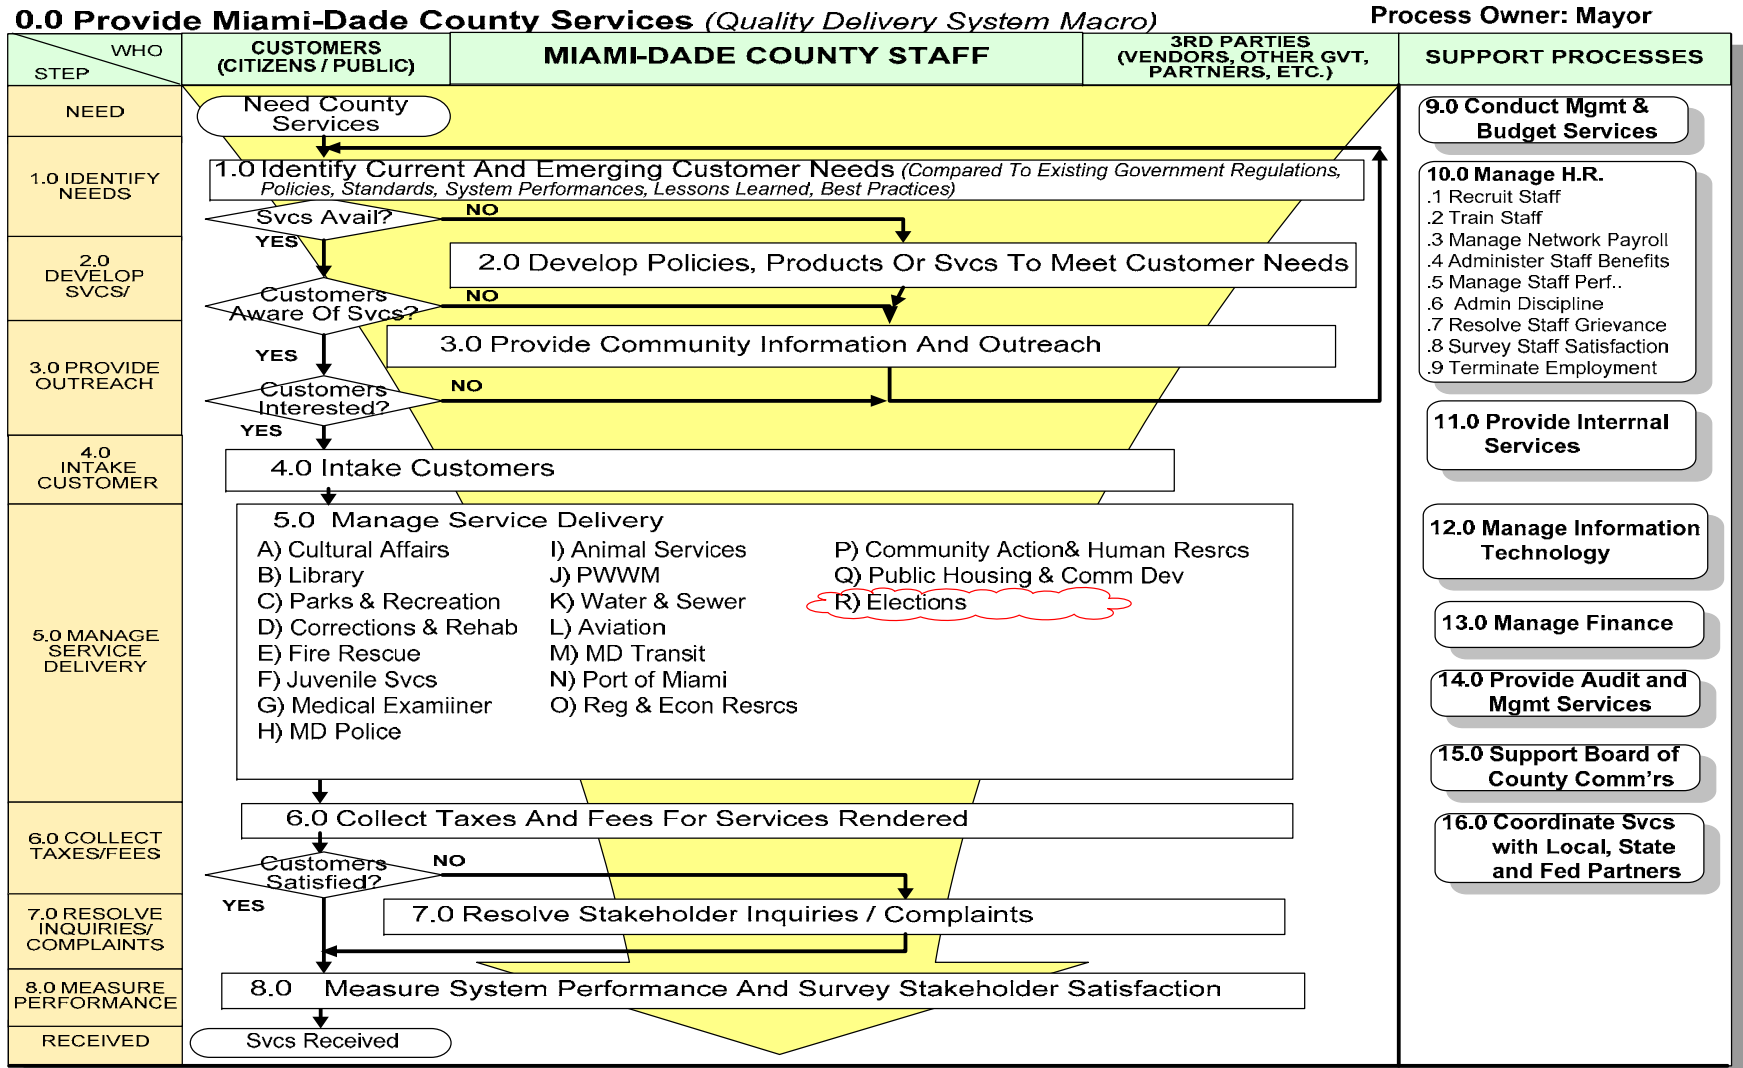 0.0 Provide Miami-Dade County Services (Quality Delivery System Macro)
Process Owner: Mayor
WHO
STEP
CUSTOMERS
(CITIZENS / PUBLIC)
MIAMI-DADE COUNTY STAFF
3RD PARTIES
(VENDORS, OTHER GVT,
PARTNERS, ETC.)
SUPPORT PROCESSES
NEED
Need County
Services
1.0 IDENTIFY
NEEDS
1.0 Identify Current And Emerging Customer Needs (Compared To Existing Government Regulations,
Policies, Standards, System Performances, Lessons Learned, Best Practices)
Svcs Avail?
NO
YES
2.0
DEVELOP
SVCS/
2.0 Develop Policies, Products Or Svcs To Meet Customer Needs
Customers
Aware Of Svcs?
NO
YES
3.0 PROVIDE
OUTREACH
3.0 Provide Community Information And Outreach
Customers
Interested?
NO
YES
4.0
INTAKE
CUSTOMER
4.0 Intake Customers
5.0 MANAGE
SERVICE
DELIVERY
5.0 Manage Service Delivery
A) Cultural Affairs
B) Library
C) Parks & Recreation
D) Corrections & Rehab
E) Fire Rescue
F) Juvenile Svcs
G) Medical Examiiner
H) MD Police
I) Animal Services
J) PWWM
K) Water & Sewer
L) Aviation
M) MD Transit
N) Port of Miami
O) Reg & Econ Resrcs
P) Community Action& Human Resrcs
Q) Public Housing & Comm Dev
R) Elections
6.0 COLLECT
TAXES/FEES
6.0 Collect Taxes And Fees For Services Rendered
Customers
Satisfied?
NO
YES
7.0 RESOLVE
INQUIRIES/
COMPLAINTS
7.0 Resolve Stakeholder Inquiries / Complaints
8.0 MEASURE
PERFORMANCE
8.0 Measure System Performance And Survey Stakeholder Satisfaction
RECEIVED
Svcs Received
9.0 Conduct Mgmt &
Budget Services
10.0 Manage H.R.
.1 Recruit Staff
.2 Train Staff
.3 Manage Network Payroll
.4 Administer Staff Benefits
.5 Manage Staff Perf..
.6 Admin Discipline
.7 Resolve Staff Grievance
.8 Survey Staff Satisfaction
.9 Terminate Employment
11.0 Provide Interrnal
Services
12.0 Manage Information
Technology
13.0 Manage Finance
14.0 Provide Audit and
Mgmt Services
15.0 Support Board of
County Comm'rs
16.0 Coordinate Svcs
with Local, State
and Fed Partners